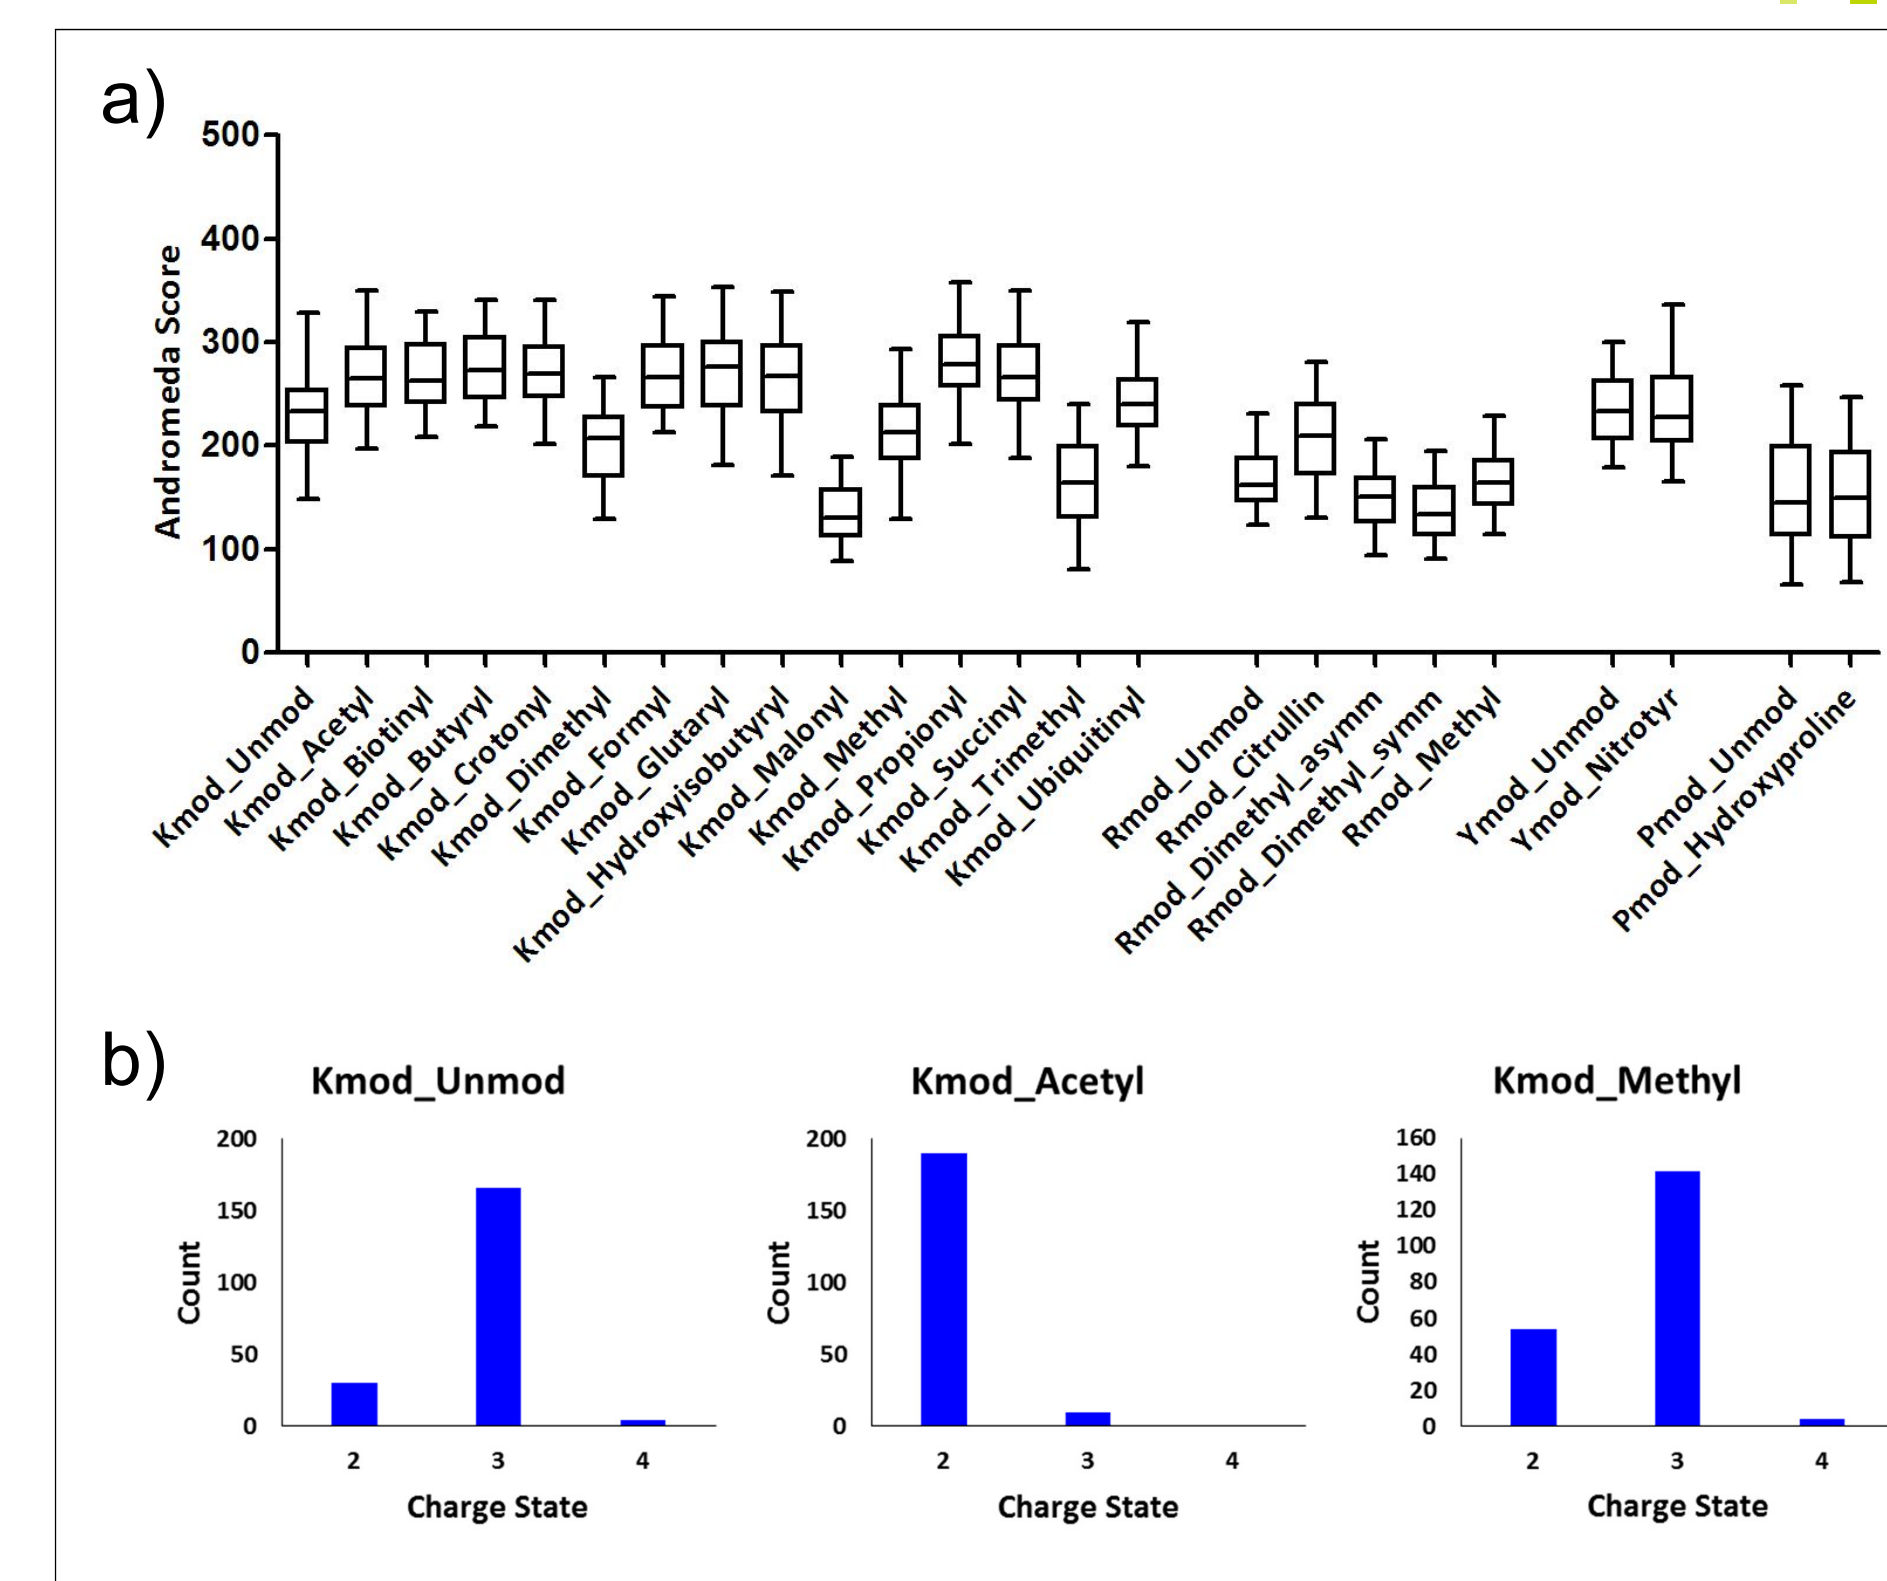 a)
500
400
300
200
100
0
Andromeda Score
Kmod_Unmod
Kmod_Acetyl
Kmod_Biotinyl
Kmod_Butyryl
Kmod_Crotonyl
Kmod_Dimethyl
Kmod_Formyl
Kmod_Glutaryl
Kmod_Hydroxyisobutyryl
Kmod_Malonyl
Kmod_Methyl
Kmod_Propionyl
Kmod_Succinyl
Kmod_Trimethyl
Kmod_Ubiquitinyl
Rmod_Unmod
Rmod_Citrullin
Rmod_Dimethyl_asymm
Rmod_Dimethyl_symm
Rmod_Methyl
Ymod_Unmod
Ymod_Nitrotyr
Pmod_Unmod
Pmod_Hydroxyproline
b)
Kmod_Unmod
200
150
100
50
0
Count
2 3 4
Charge State
Kmod_Acetyl
200
150
100
50
0
Count
2 3 4
Charge State
Kmod_Methyl
160
140
120
100
80
60
40
20
0
Count
2 3 4
Charge State